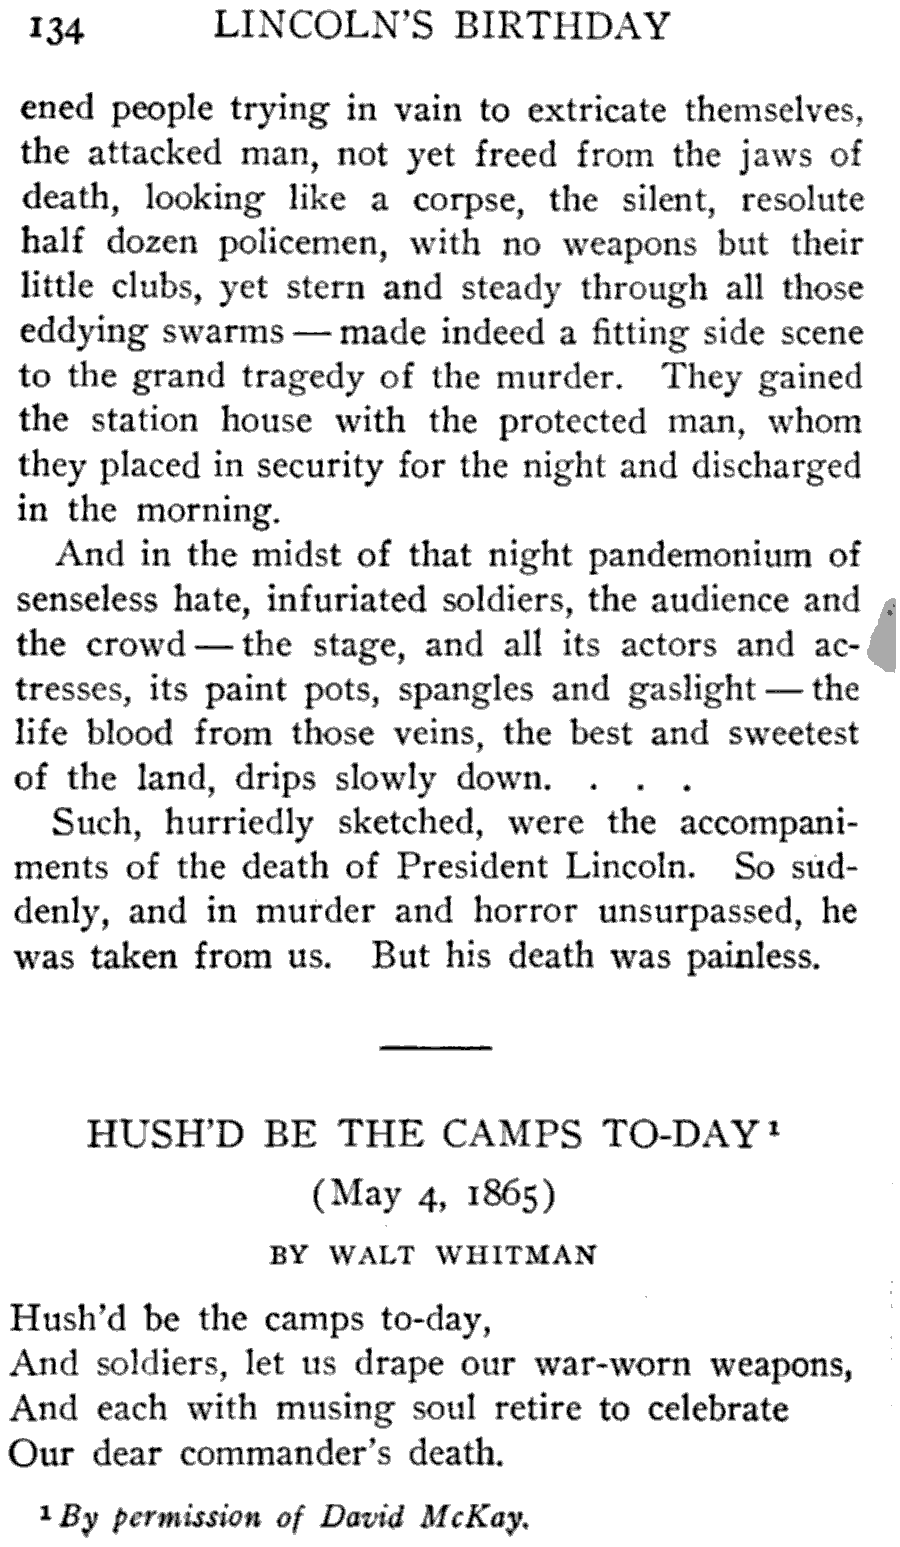 134 LINCOLN'S BIRTHDAY
ened people trying in vain to extricate themselves,
the attacked man, not yet freed from the jaws of
death, looking like a corpse, the silent, resolute
half dozen policemen, with no weapons but their
little clubs, yet stern and steady through all those
eddying swarms — made indeed a fitting side scene
to the grand tragedy of the murder. They gained
the station house with the protected man, whom
they placed in security for the night and discharged
in the morning.
And in the midst of that night pandemonium of
senseless hate, infuriated soldiers, the audience and
the crowd — the stage, and all its actors and ac-
tresses, its paint pots, spangles and gaslight — the
life blood from those veins, the best and sweetest
of the land, drips slowly down. . . .
Such, hurriedly sketched, were the accompani-
ments of the death of President Lincoln. So sud-
denly, and in murder and horror unsurpassed, he
was taken from us. But his death was painless.
HUSH'D BE THE CAMPS TO-DAY¹
(May 4, 1865)
BY WALT WHITMAN
Hush'd be the camps to-day,
And soldiers, let us drape our war-worn weapons,
And each with musing soul retire to celebrate
Our dear commander's death.
¹ By permission of David McKay.